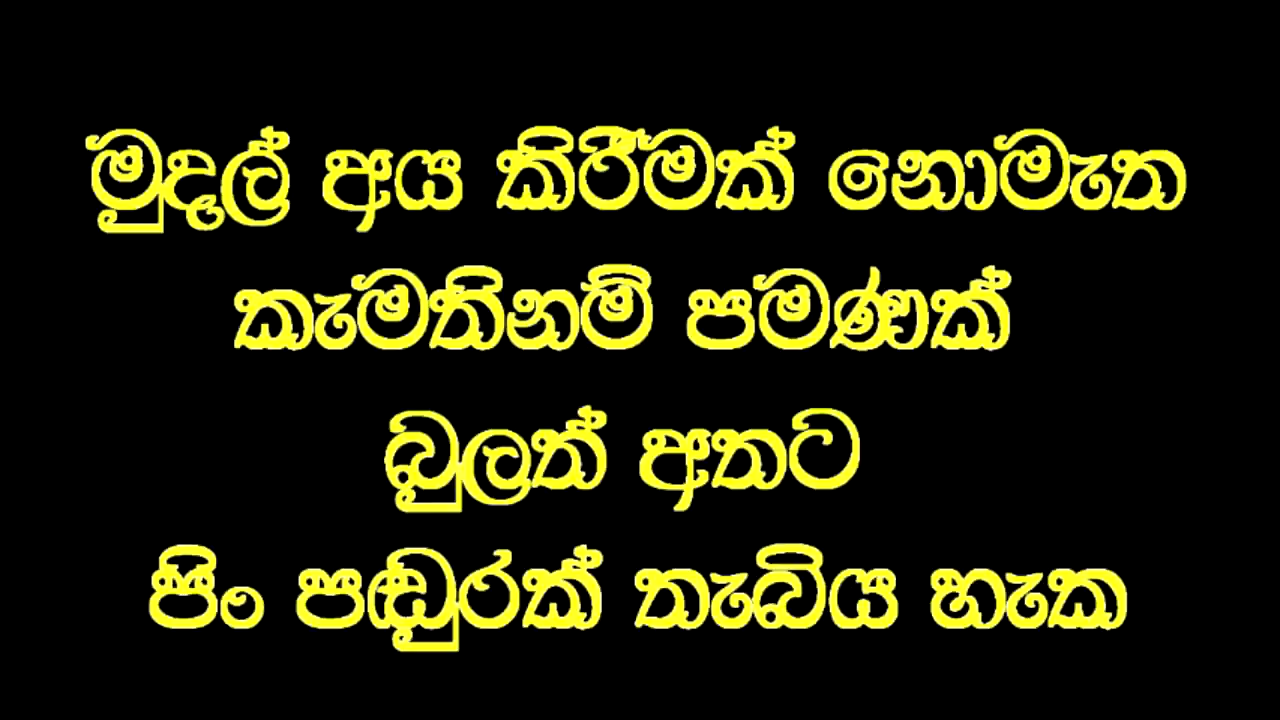 මුදල් අය කිරීමක් නොමැත
කැමතිනම් පමණක්
බුලත් අතට
පිං පඬුරක් තැබිය හැක